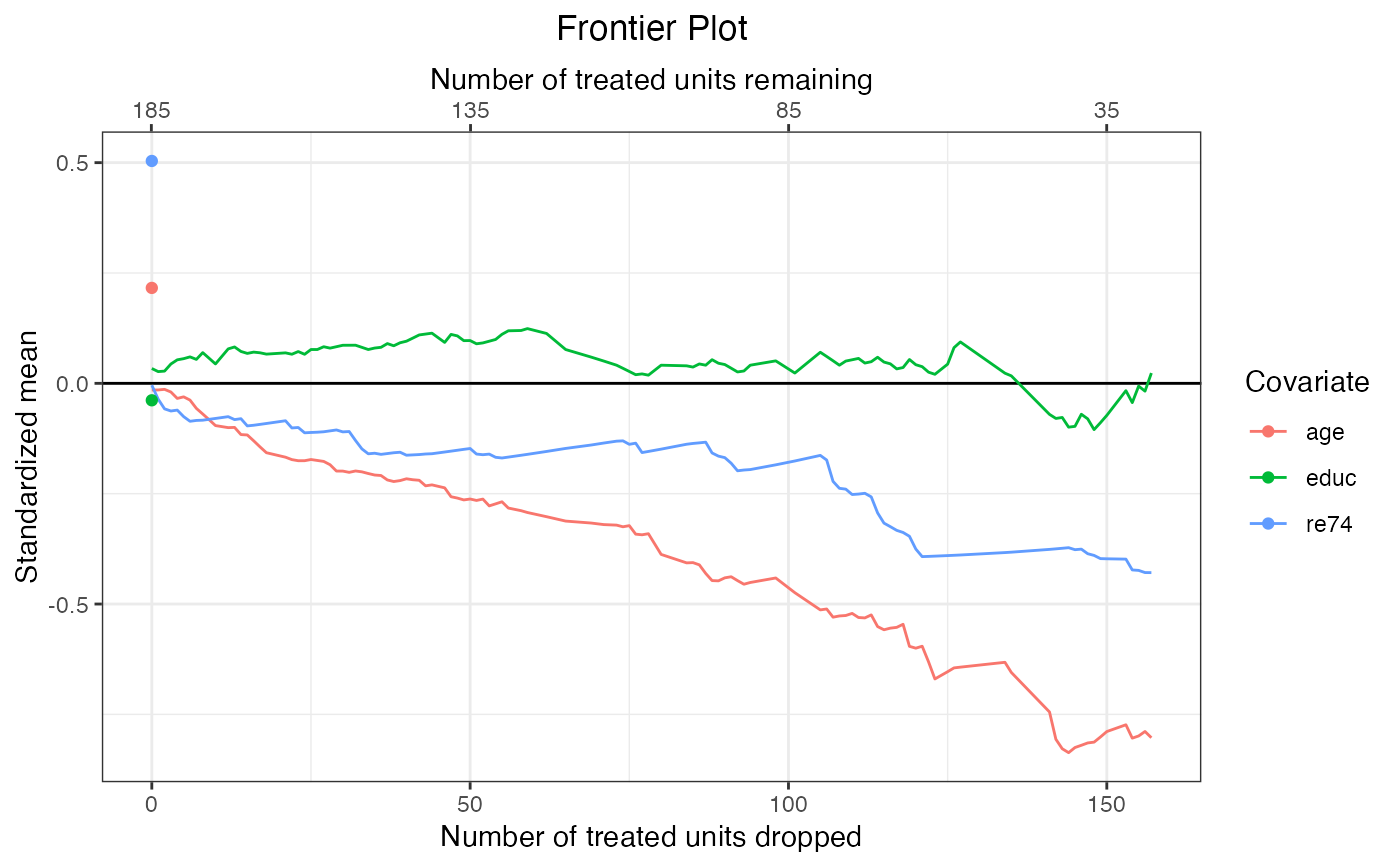 Frontier Plot
Number of treated units remaining
185 135 85 35
0.5
0.0
-0.5
Standardized mean
0 50 100 150
Number of treated units dropped
Covariate
age
educ
re74